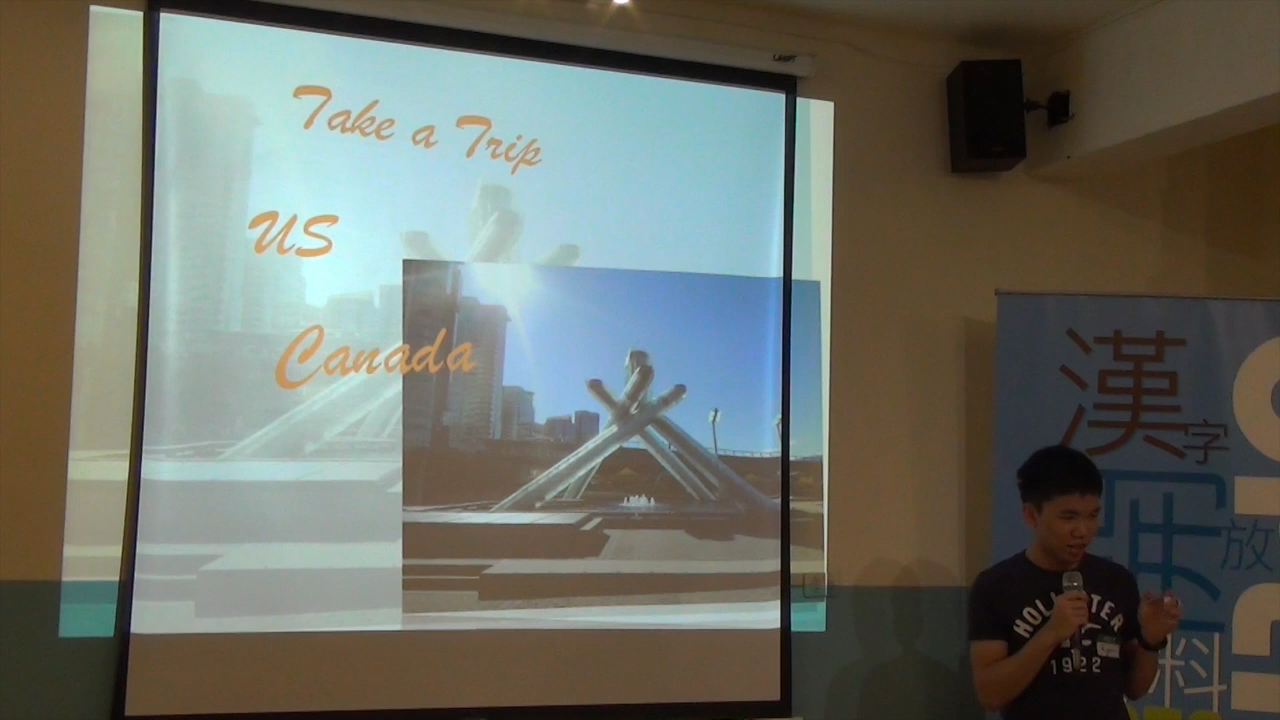 Take a Trip
US
Canada
漢
字
放
料
HOLLISTER
1922